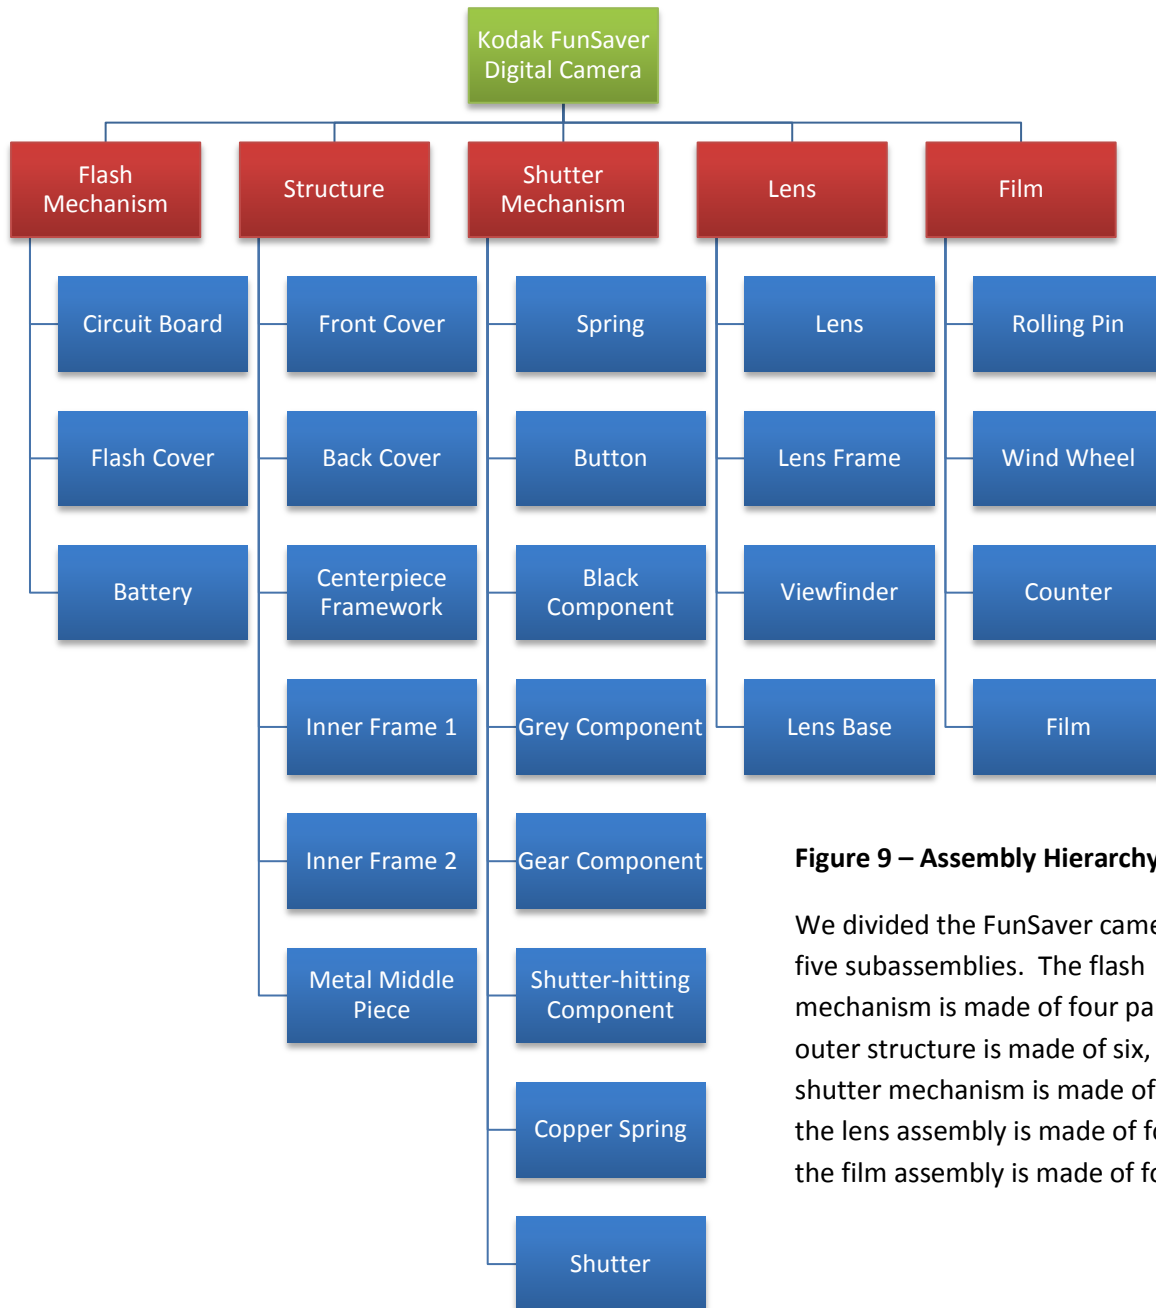 Kodak FunSaver
Digital Camera
Flash
Mechanism
Structure
Shutter
Mechanism
Lens
Film
Circuit Board
Flash Cover
Battery
Front Cover
Back Cover
Centerpiece
Framework
Inner Frame 1
Inner Frame 2
Metal Middle
Piece
Spring
Button
Black
Component
Grey Component
Gear Component
Shutter-hitting
Component
Copper Spring
Shutter
Lens
Lens Frame
Viewfinder
Lens Base
Rolling Pin
Wind Wheel
Counter
Film
Figure 9 – Assembly Hierarchy
We divided the FunSaver
five subassemblies. The flash
mechanism is made of four
outer structure is made of six,
shutter mechanism is made of
the lens assembly is made of
the film assembly is made of